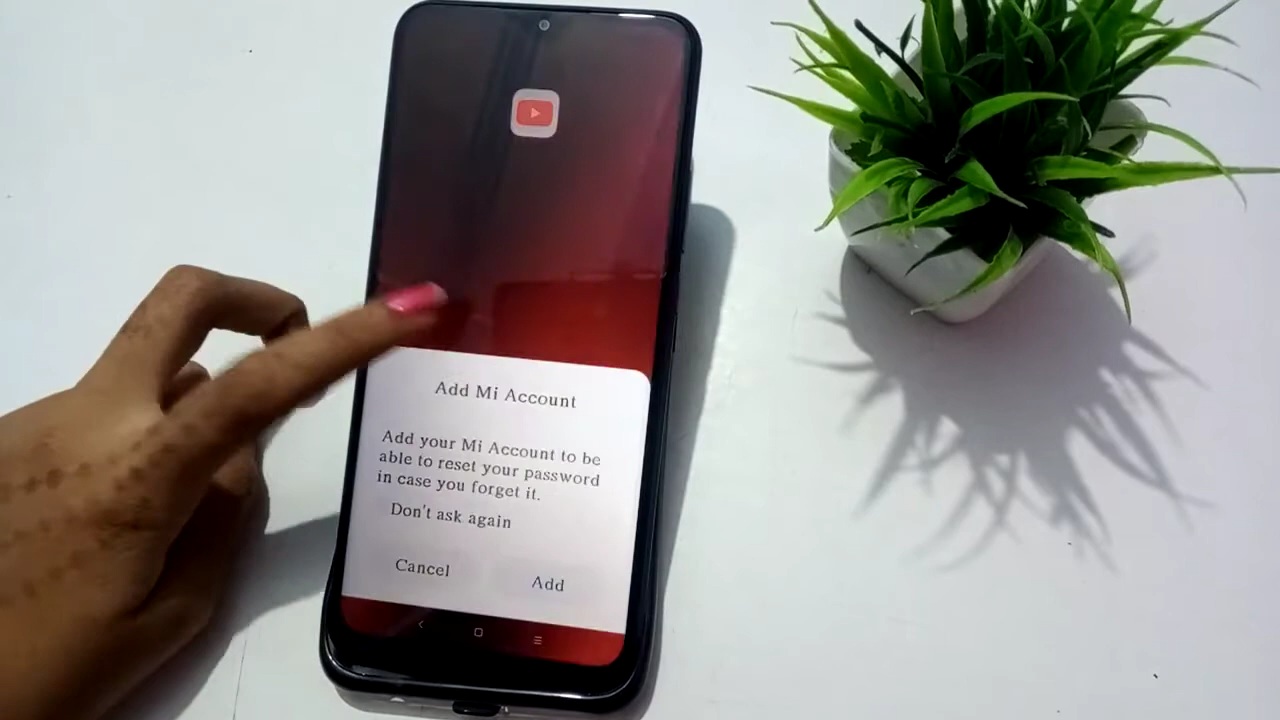 Add Mi Account
Add your Mi Account to be
able to reset your password
in case you forget it.
Don't ask again
Cancel
Add